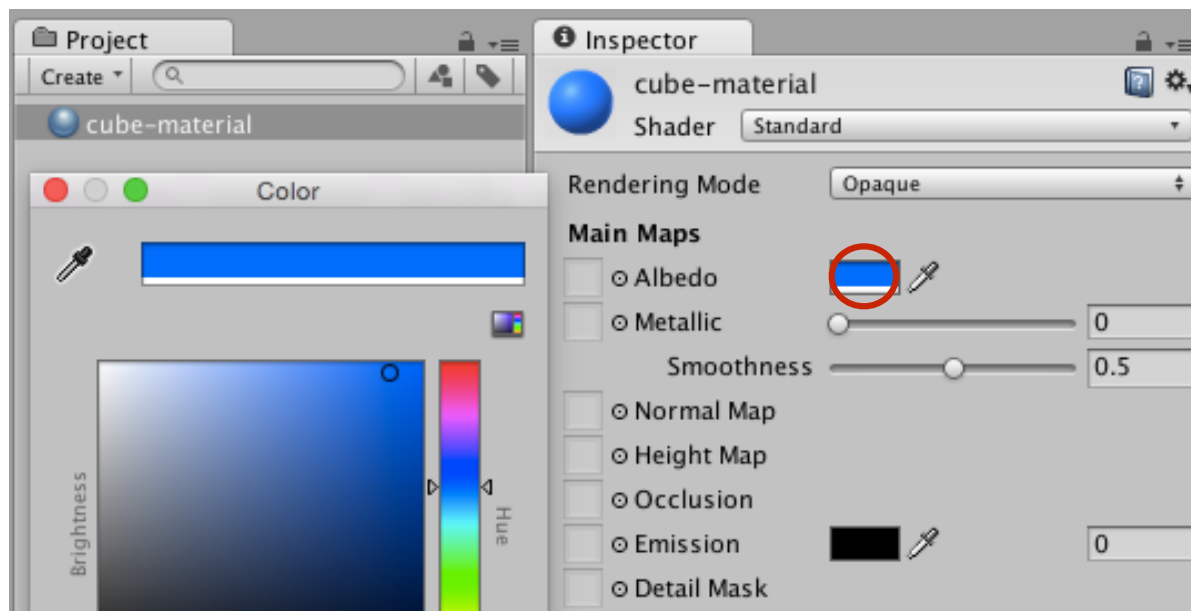 Project
Create
cube-material
Color
Brightness
Hue
Inspector
cube-material
Shader Standard
Rendering Mode Opaque
Main Maps
Albedo
Metallic 0
Smoothness 0.5
Normal Map
Height Map
Occlusion
Emission 0
Detail Mask